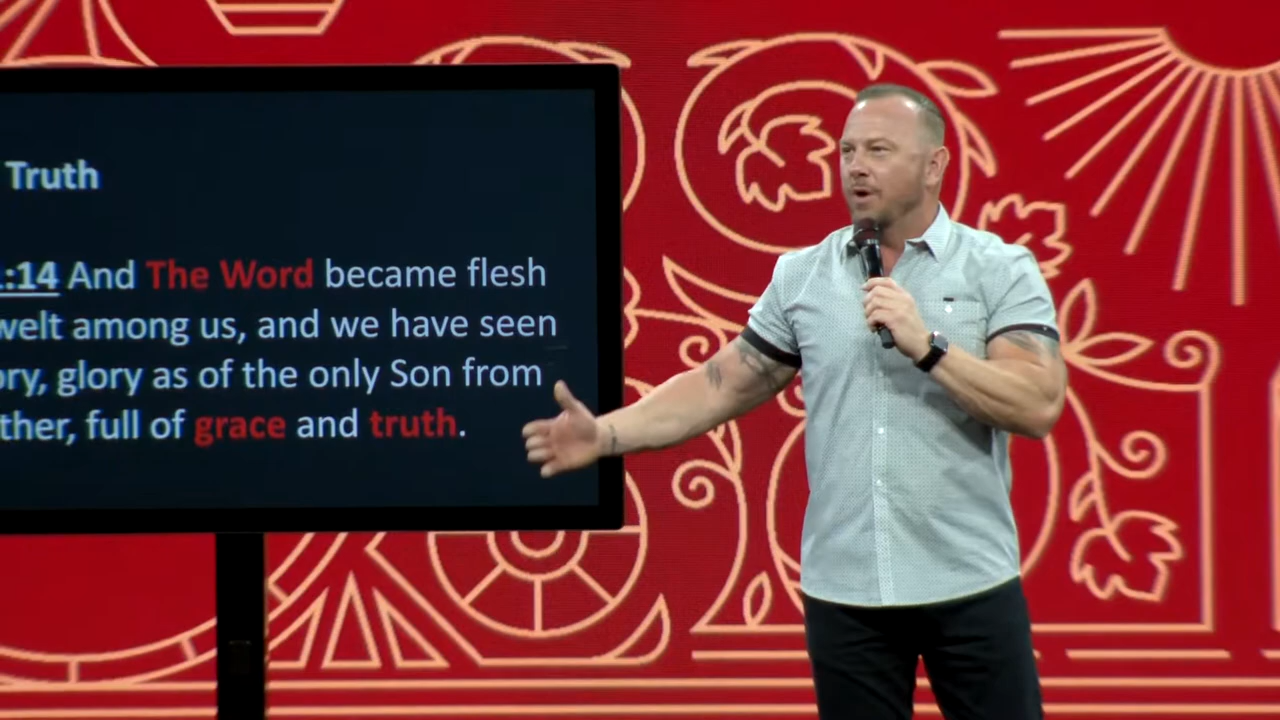 Truth
:14 And The Word became flesh
welt among us, and we have seen
ory, glory as of the only Son from
ther, full of grace and truth.